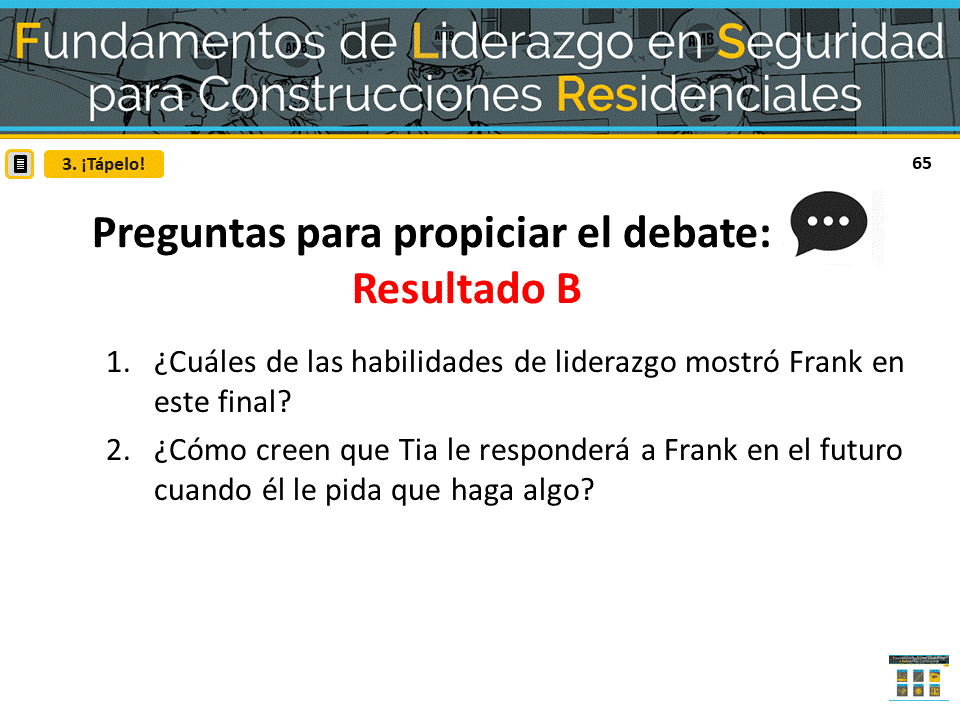 Fundamentos de Liderazgo en Seguridad
para Construcciones Residenciales
3. ¡Tápelo!
65
Preguntas para propiciar el debate:
Resultado B
1. ¿Cuáles de las habilidades de liderazgo mostró Frank en
este final?
2. ¿Cómo creen que Tia le responderá a Frank en el futuro
cuando él le pida que haga algo?